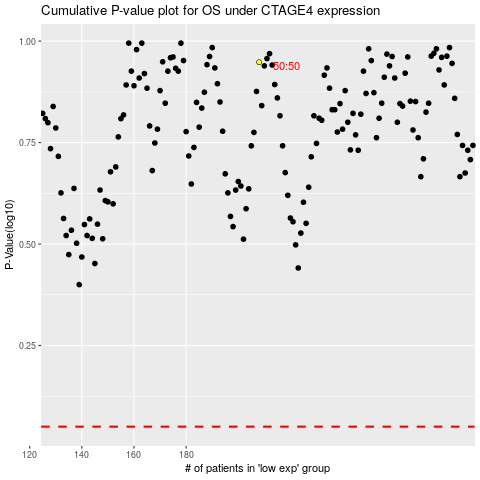 Cumulative P-value plot for OS under CTAGE4 expression
P-Value(log10)
1.00
0.75
0.50
0.25
50:50
120 140 160 180
# of patients in 'low exp' group